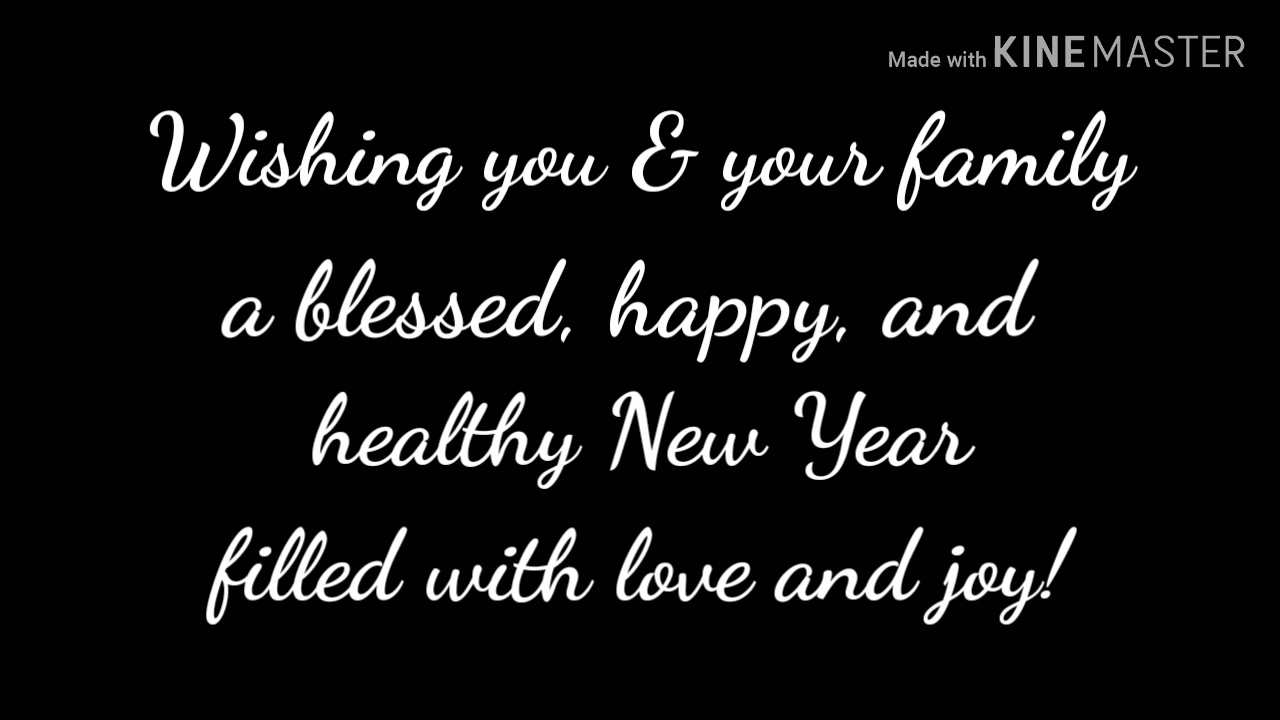 Made with KINEMASTER
Wishing you & your family
a blessed, happy, and
healthy New Year
filled with love and joy!